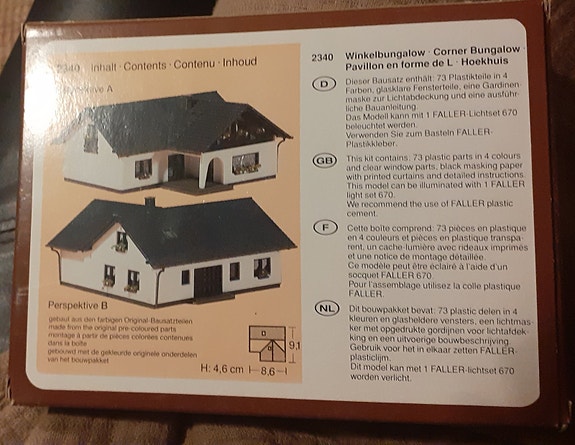 2340 Inhalt · Contents · Contenu · Inhoud
Perspektive A
Perspektive B
gebaut aus den farbigen Original-Bausatzteilen
made from the original pre-coloured parts
montage à partir de pièces colorées contenues
dans la boîte
gebouwd met de gekleurde originele onderdelen
van het bouwpakket
H: 4,6 cm
8,6
9,1
2340 Winkelbungalow · Corner Bungalow
Pavillon en forme de L · Hoekhuis
D
Dieser Bausatz enthält: 73 Plastikteile in 4
Farben, glasklare Fensterteile, eine Gardinen-
maske zur Lichtabdeckung und eine ausführ-
liche Bauanleitung.
Das Modell kann mit 1 FALLER-Lichtset 670
beleuchtet werden.
Verwenden Sie zum Basteln FALLER-
Plastikkleber.
GB
This kit contains: 73 plastic parts in 4 colours
and clear window parts, black masking paper
with printed curtains and detailed instructions.
This model can be illuminated with 1 FALLER
light set 670.
We recommend the use of FALLER plastic
cement.
F
Cette boîte comprend: 73 pièces en plastique
en 4 couleurs et pièces en plastique transpa-
rent, un cache-lumière avec rideaux imprimés
et une notice de montage détaillée.
Ce modèle peut être éclairé à l'aide d'un
socquet FALLER 670.
Pour l'assemblage utilisez la colle plastique
FALLER.
NL
Dit bouwpakket bevat: 73 plastic delen in 4
kleuren en glasheldere vensters, een lichtmas-
ker met opgedrukte gordijnen voor lichtafdek-
king en een uitvoerige bouwbeschrijving.
Gebruik voor het in elkaar zetten FALLER-
plasticlijm.
Dit model kan met 1 FALLER-lichtset 670
worden verlicht.